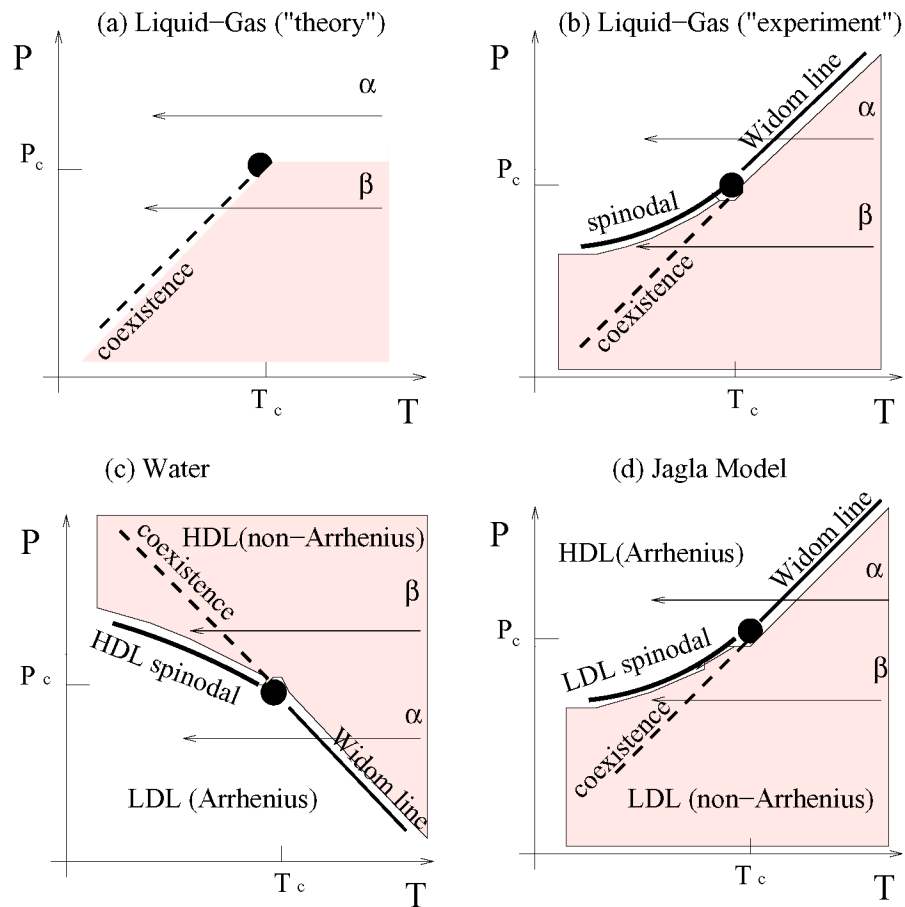 (a) Liquid−Gas ("theory")
P
α
P c
β
coexistence
T c
T
(b) Liquid−Gas ("experiment")
P
Widom line
α
P c
spinodal
β
coexistence
T c
T
(c) Water
P
coexistence
HDL(non−Arrhenius)
β
HDL spinodal
P c
α
Widom line
LDL (Arrhenius)
T c
T
(d) Jagla Model
P
Widom line
HDL(Arrhenius)
α
P c
LDL spinodal
β
coexistence
LDL (non−Arrhenius)
T c
T